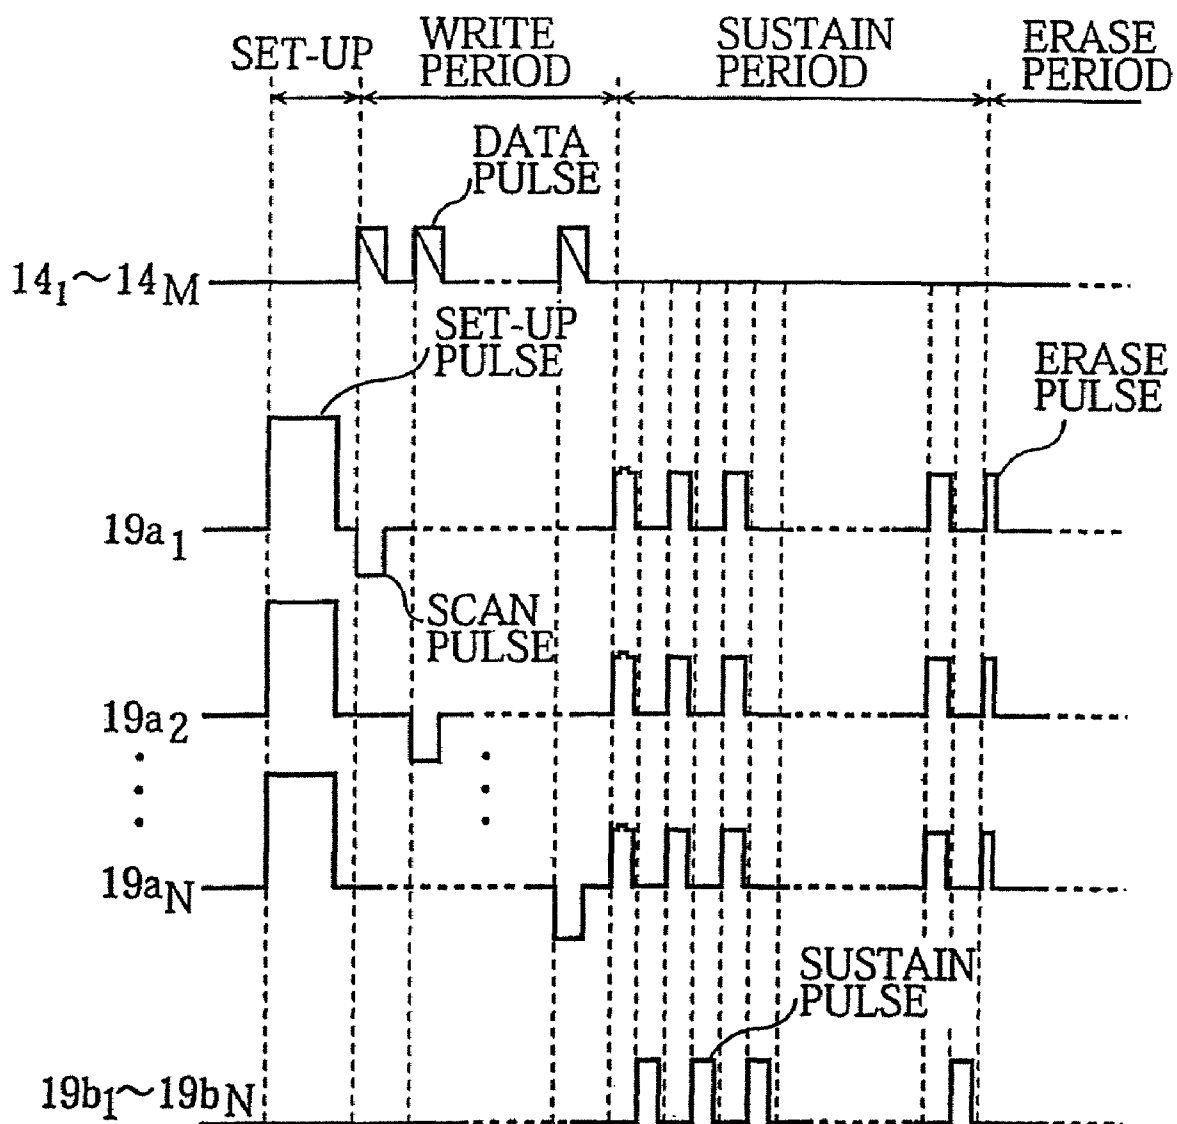 SET-UP
WRITE
PERIOD
SUSTAIN
PERIOD
ERASE
PERIOD
DATA
PULSE
14₁~14M
SET-UP
PULSE
ERASE
PULSE
19a₁
SCAN
PULSE
19a₂
19aN
SUSTAIN
PULSE
19b₁~19bN